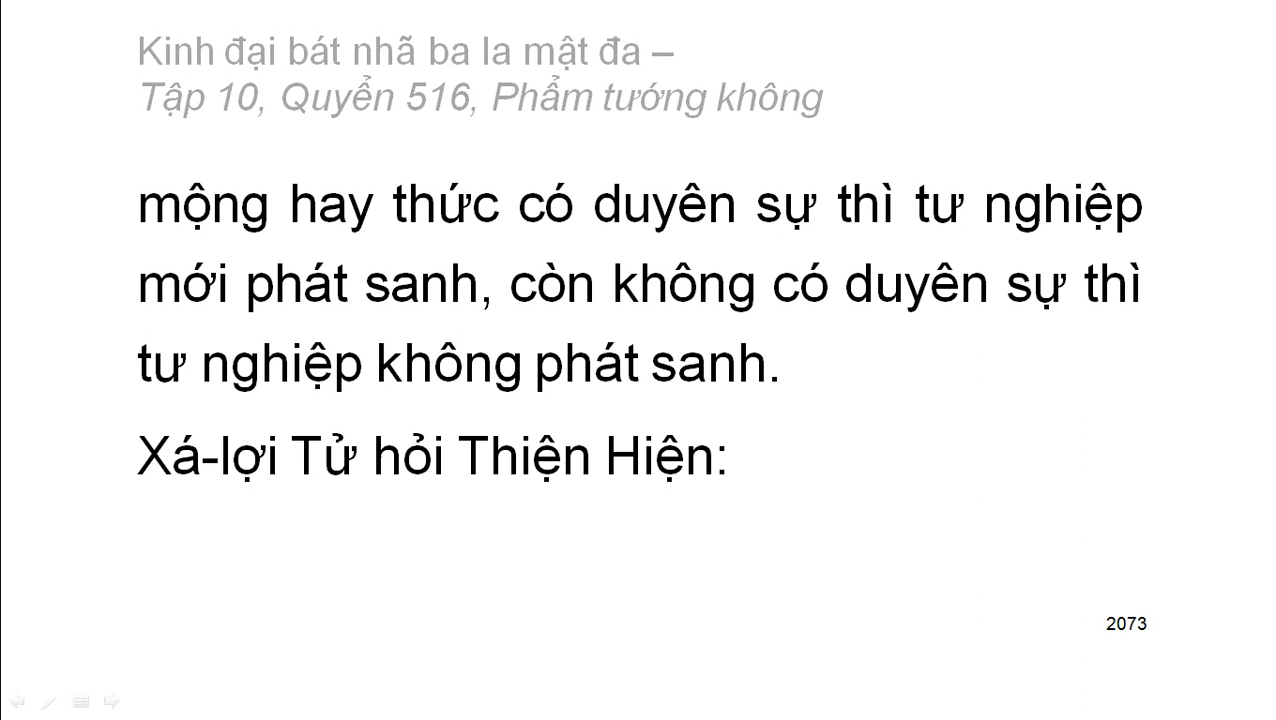 Kinh đại bát nhã ba la mật đa –
Tập 10, Quyển 516, Phẩm tướng không
mộng hay thức có duyên sự thì tư nghiệp
mới phát sanh, còn không có duyên sự thì
tư nghiệp không phát sanh.
Xá-lợi Tử hỏi Thiện Hiện:
2073